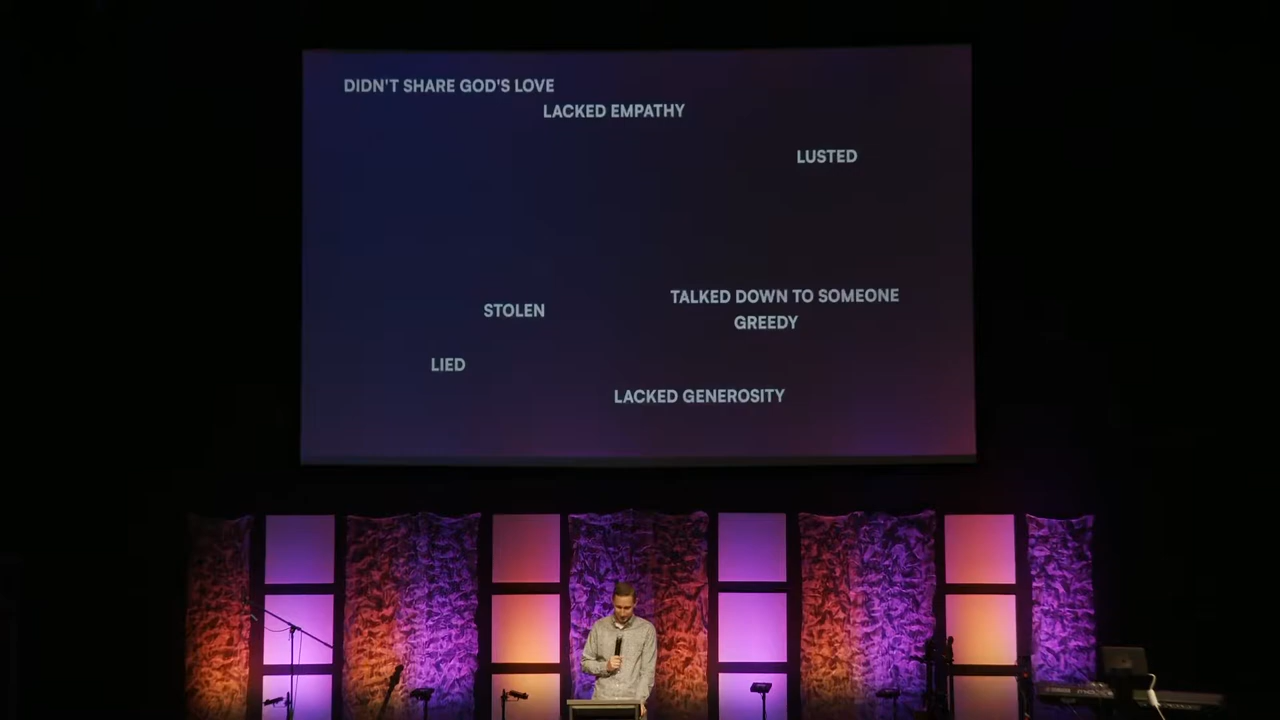 DIDN'T SHARE GOD'S LOVE
LACKED EMPATHY
LUSTED
TALKED DOWN TO SOMEONE
STOLEN
GREEDY
LIED
LACKED GENEROSITY